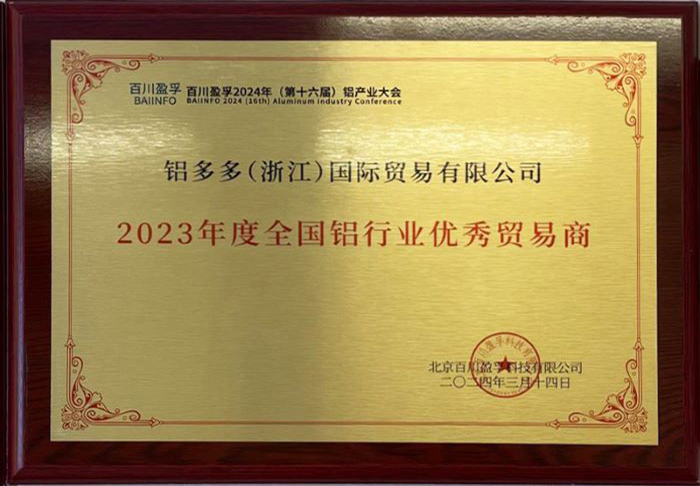 百川盈孚 百川盈孚2024年（第十六届）铝产业大会
BAIINFO BAIINFO 2024 (16th) Aluminum Industry Conference
铝多多(浙江)国际贸易有限公司
2023年度全国铝行业优秀贸易商
北京百川盈孚科技有限公司
二〇二四年三月十四日